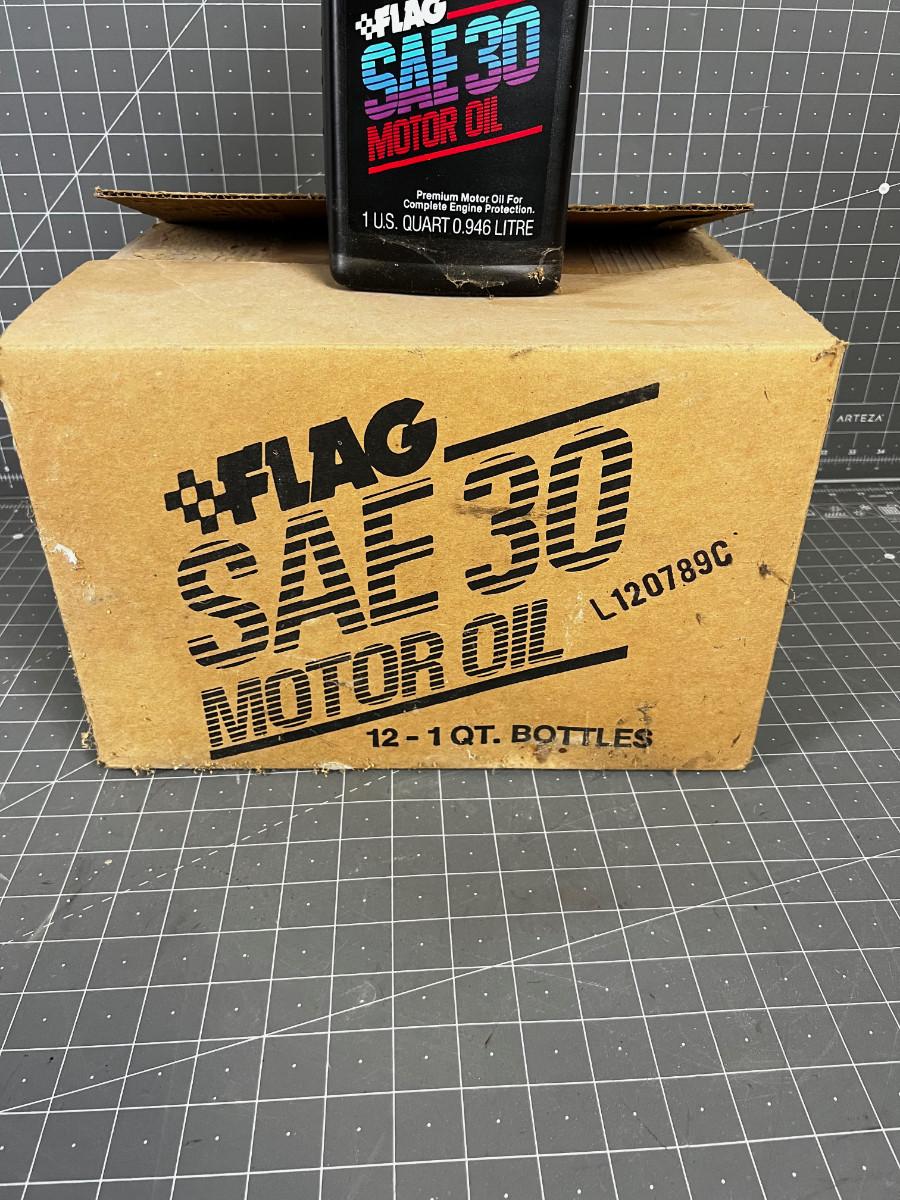 FLAG
SAE 30
MOTOR OIL
Premium Motor Oil For
Complete Engine Protection.
1 U.S. QUART 0.946 LITRE
FLAG
SAE 30
MOTOR OIL
L120789C
12-1 QT. BOTTLES
ARTEZA